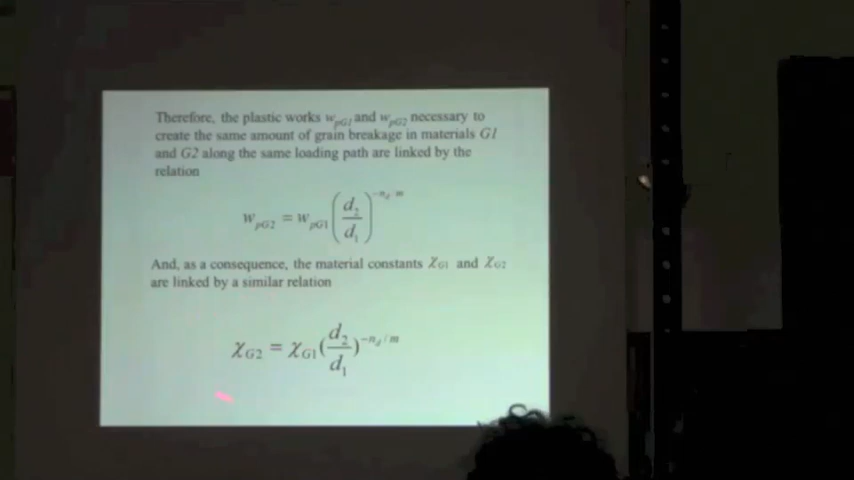 Therefore, the plastic works w_pG1 and w_pG2 necessary to
create the same amount of grain breakage in materials G1
and G2 along the same loading path are linked by the
relation
w_pG2 = w_pG1 (d_2/d_1)^(-n_d/m)
And, as a consequence, the material constants χ_G1 and χ_G2
are linked by a similar relation
χ_G2 = χ_G1 (d_2/d_1)^(-n_d/m)